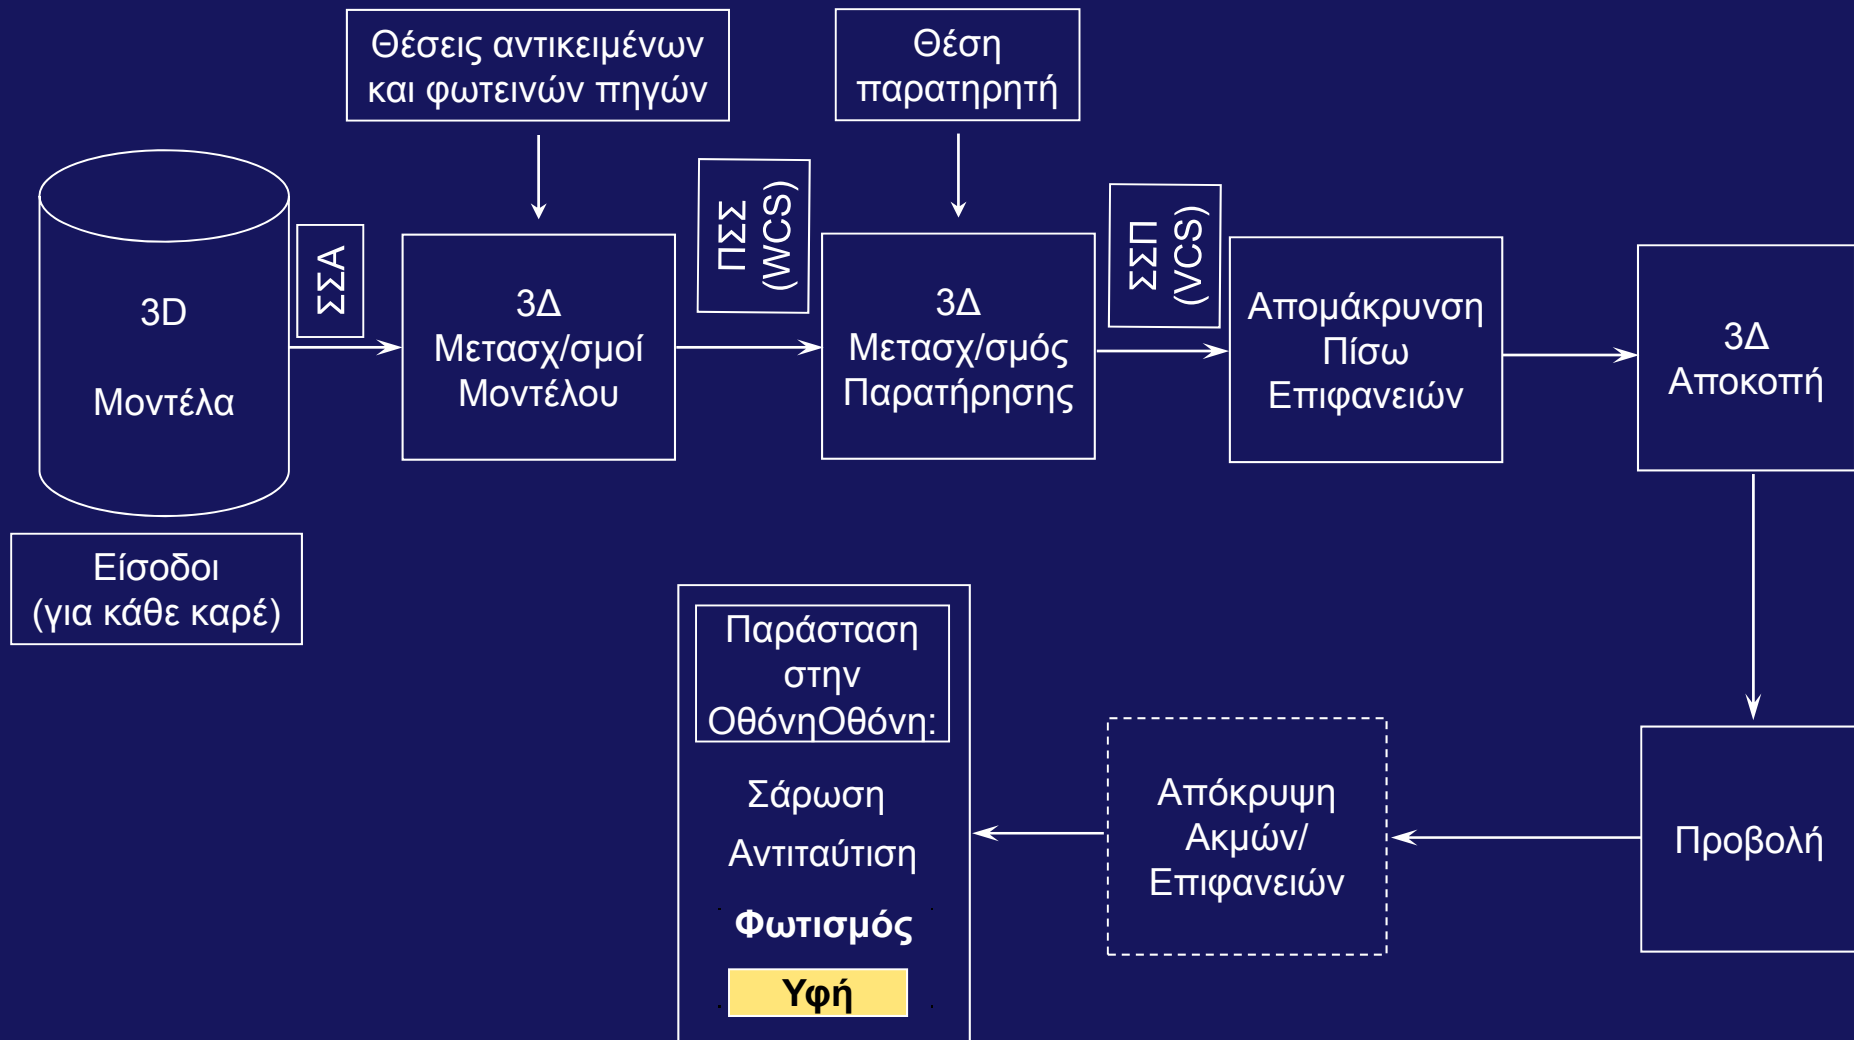 Θέσεις αντικειμένων
και φωτεινών πηγών
Θέση
παρατηρητή
3D
Μοντέλα
ΣΣΑ
3Δ
Μετασχ/σμοί
Μοντέλου
ΠΣΣ
(WCS)
3Δ
Μετασχ/σμός
Παρατήρησης
ΣΣΠ
(VCS)
Απομάκρυνση
Πίσω
Επιφανειών
3Δ
Αποκοπή
Είσοδοι
(για κάθε καρέ)
Παράσταση
στην
ΟθόνηΟθόνη:
Σάρωση
Αντιταύτιση
Φωτισμός
Υφή
Απόκρυψη
Ακμών/
Επιφανειών
Προβολή